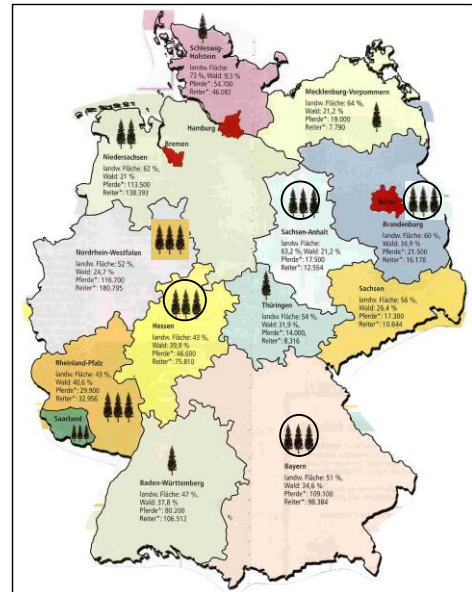 Schleswig-
Holstein
landw. Fläche:
73 %, Wald: 9,3 %
Pferde*: 54.700
Reiter*: 46.082
Mecklenburg-Vorpommern
landw. Fläche: 64 %,
Wald: 21,2 %
Pferde*: 19.000
Reiter*: 7.790
Hamburg
Bremen
Niedersachsen
landw. Fläche: 62 %,
Wald: 21 %
Pferde*: 113.500
Reiter*: 138.393
Berlin
Brandenburg
landw. Fläche: 60 %,
Wald: 34,9 %
Pferde*: 21.500
Reiter*: 16.178
Sachsen-Anhalt
landw. Fläche:
63,2 %, Wald: 21,2 %
Pferde*: 17.500
Reiter*: 12.554
Nordrhein-Westfalen
landw. Fläche: 52 %,
Wald: 24,7 %
Pferde*: 116.700
Reiter*: 180.795
Hessen
landw. Fläche: 43 %,
Wald: 39,9 %
Pferde*: 46.600
Reiter*: 75.810
Thüringen
landw. Fläche: 54 %,
Wald: 31,9 %,
Pferde*: 14.000,
Reiter*: 8.316
Sachsen
landw. Fläche: 56 %,
Wald: 26,4 %
Pferde*: 17.300
Reiter*: 10.644
Rheinland-Pfalz
landw. Fläche: 43 %,
Wald: 40,6 %
Pferde*: 29.900
Reiter*: 32.956
Saarland
Baden-Württemberg
landw. Fläche: 47 %,
Wald: 37,8 %
Pferde*: 80.200
Reiter*: 106.512
Bayern
landw. Fläche: 51 %,
Wald: 34,6 %
Pferde*: 109.500
Reiter*: 98.384